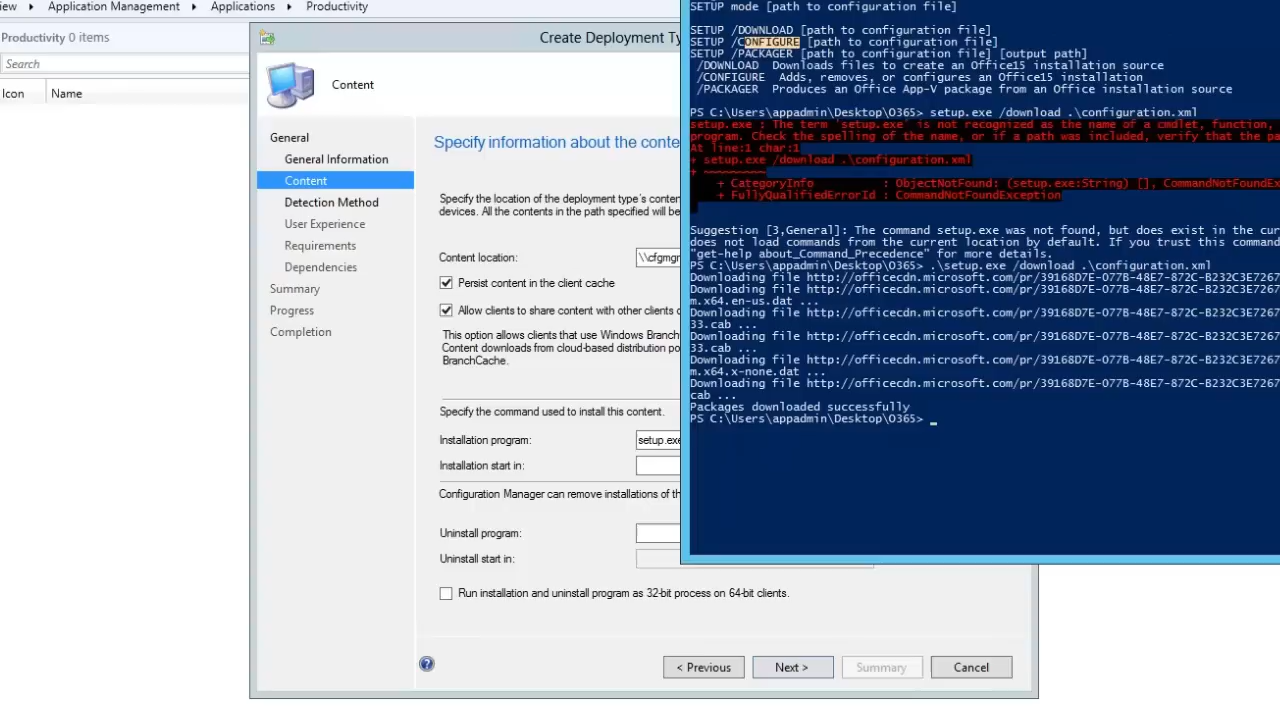 iew ▸ Application Management ▸ Applications ▸ Productivity
Productivity 0 items
Search
Icon Name
Create Deployment Ty
Content
General
General Information
Content
Detection Method
User Experience
Requirements
Dependencies
Summary
Progress
Completion
Specify information about the conte
Specify the location of the deployment type's conten
devices. All the contents in the path specified will be
Content location: \\cfgmgr
Persist content in the client cache
Allow clients to share content with other clients o
This option allows clients that use Windows Branch
Content downloads from cloud-based distribution po
BranchCache.
Specify the command used to install this content.
Installation program: setup.exe
Installation start in:
Configuration Manager can remove installations of th
Uninstall program:
Uninstall start in:
Run installation and uninstall program as 32-bit process on 64-bit clients.
< Previous Next > Summary Cancel
SETUP mode [path to configuration file]
SETUP /DOWNLOAD [path to configuration file]
SETUP /CONFIGURE [path to configuration file]
SETUP /PACKAGER [path to configuration file] [output path]
/DOWNLOAD Downloads files to create an Office15 installation source
/CONFIGURE Adds, removes, or configures an Office15 installation
/PACKAGER Produces an Office App-V package from an Office installation source
PS C:\Users\appadmin\Desktop\O365> setup.exe /download .\configuration.xml
setup.exe : The term 'setup.exe' is not recognized as the name of a cmdlet, function,
program. Check the spelling of the name, or if a path was included, verify that the pa
At line:1 char:1
+ setup.exe /download .\configuration.xml
+ ~~~~~~~~~
+ CategoryInfo : ObjectNotFound: (setup.exe:String) [], CommandNotFoundEx
+ FullyQualifiedErrorId : CommandNotFoundException
Suggestion [3,General]: The command setup.exe was not found, but does exist in the cur
does not load commands from the current location by default. If you trust this command
"get-help about_Command_Precedence" for more details.
PS C:\Users\appadmin\Desktop\O365> .\setup.exe /download .\configuration.xml
Downloading file http://officecdn.microsoft.com/pr/39168D7E-077B-48E7-872C-B232C3E7267
Downloading file http://officecdn.microsoft.com/pr/39168D7E-077B-48E7-872C-B232C3E7267
m.x64.en-us.dat ...
Downloading file http://officecdn.microsoft.com/pr/39168D7E-077B-48E7-872C-B232C3E7267
33.cab ...
Downloading file http://officecdn.microsoft.com/pr/39168D7E-077B-48E7-872C-B232C3E7267
33.cab ...
Downloading file http://officecdn.microsoft.com/pr/39168D7E-077B-48E7-872C-B232C3E7267
m.x64.x-none.dat ...
Downloading file http://officecdn.microsoft.com/pr/39168D7E-077B-48E7-872C-B232C3E7267
cab ...
Packages downloaded successfully
PS C:\Users\appadmin\Desktop\O365> _